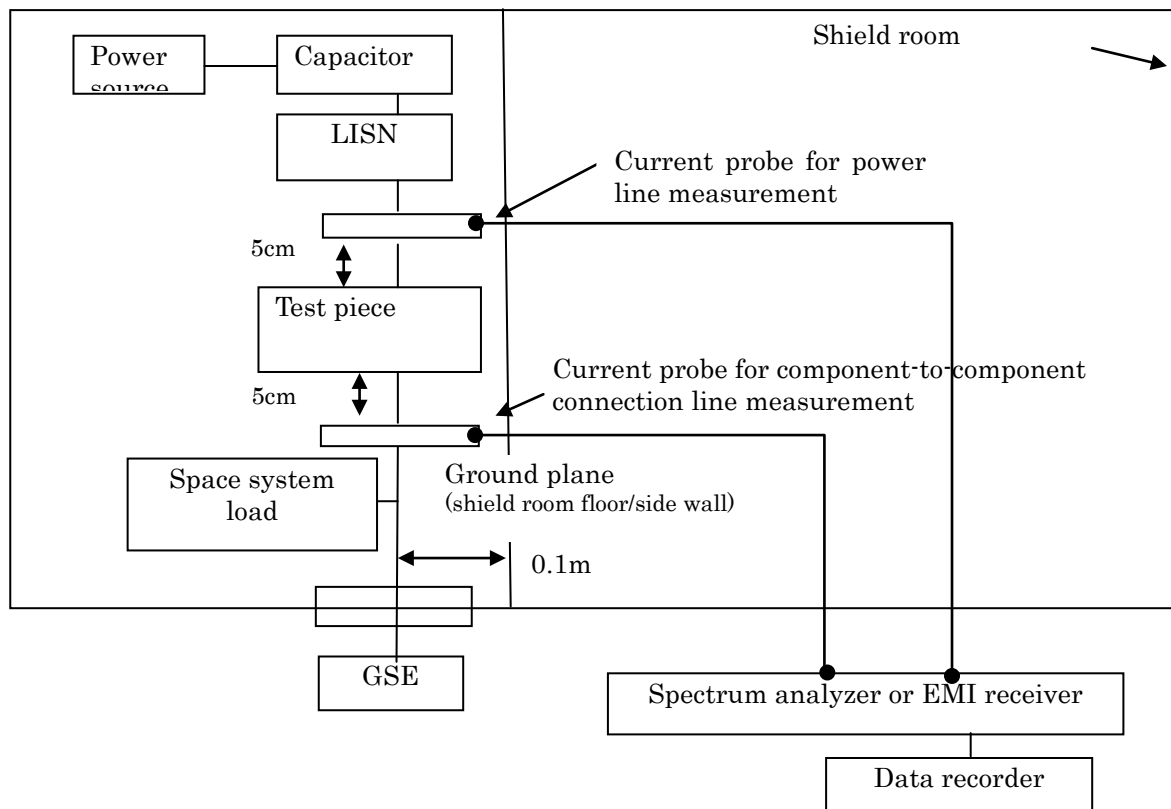 Shield room
Power
source
Capacitor
LISN
Current probe for power
line measurement
5cm
Test piece
Current probe for component-to-component
connection line measurement
5cm
Space system
load
Ground plane
(shield room floor/side wall)
0.1m
GSE
Spectrum analyzer or EMI receiver
Data recorder